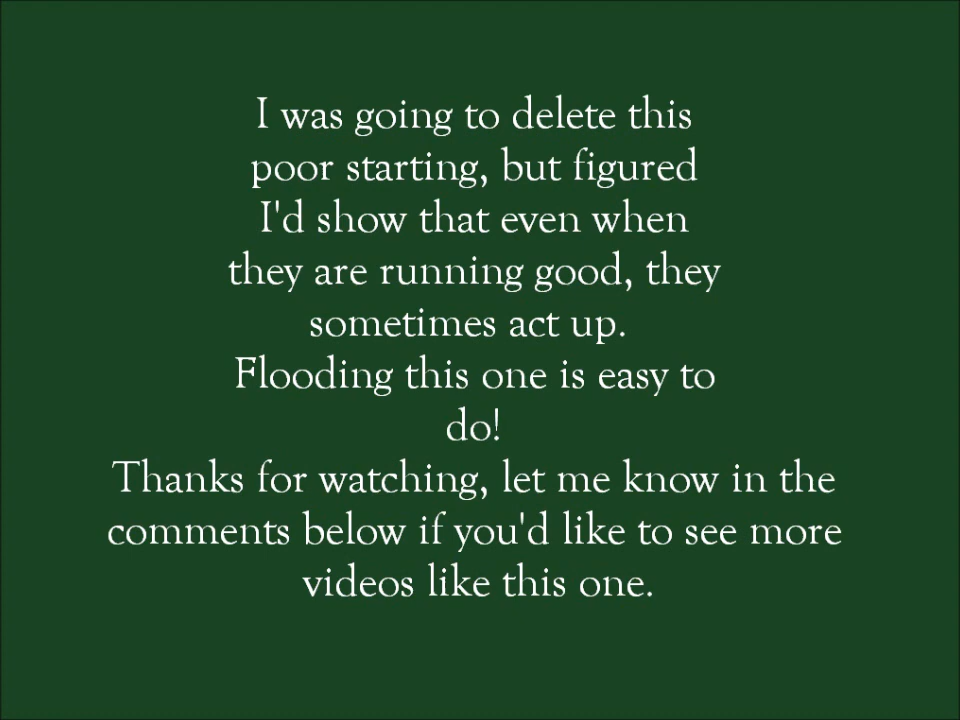 I was going to delete this
poor starting, but figured
I'd show that even when
they are running good, they
sometimes act up.
Flooding this one is easy to
do!
Thanks for watching, let me know in the
comments below if you'd like to see more
videos like this one.